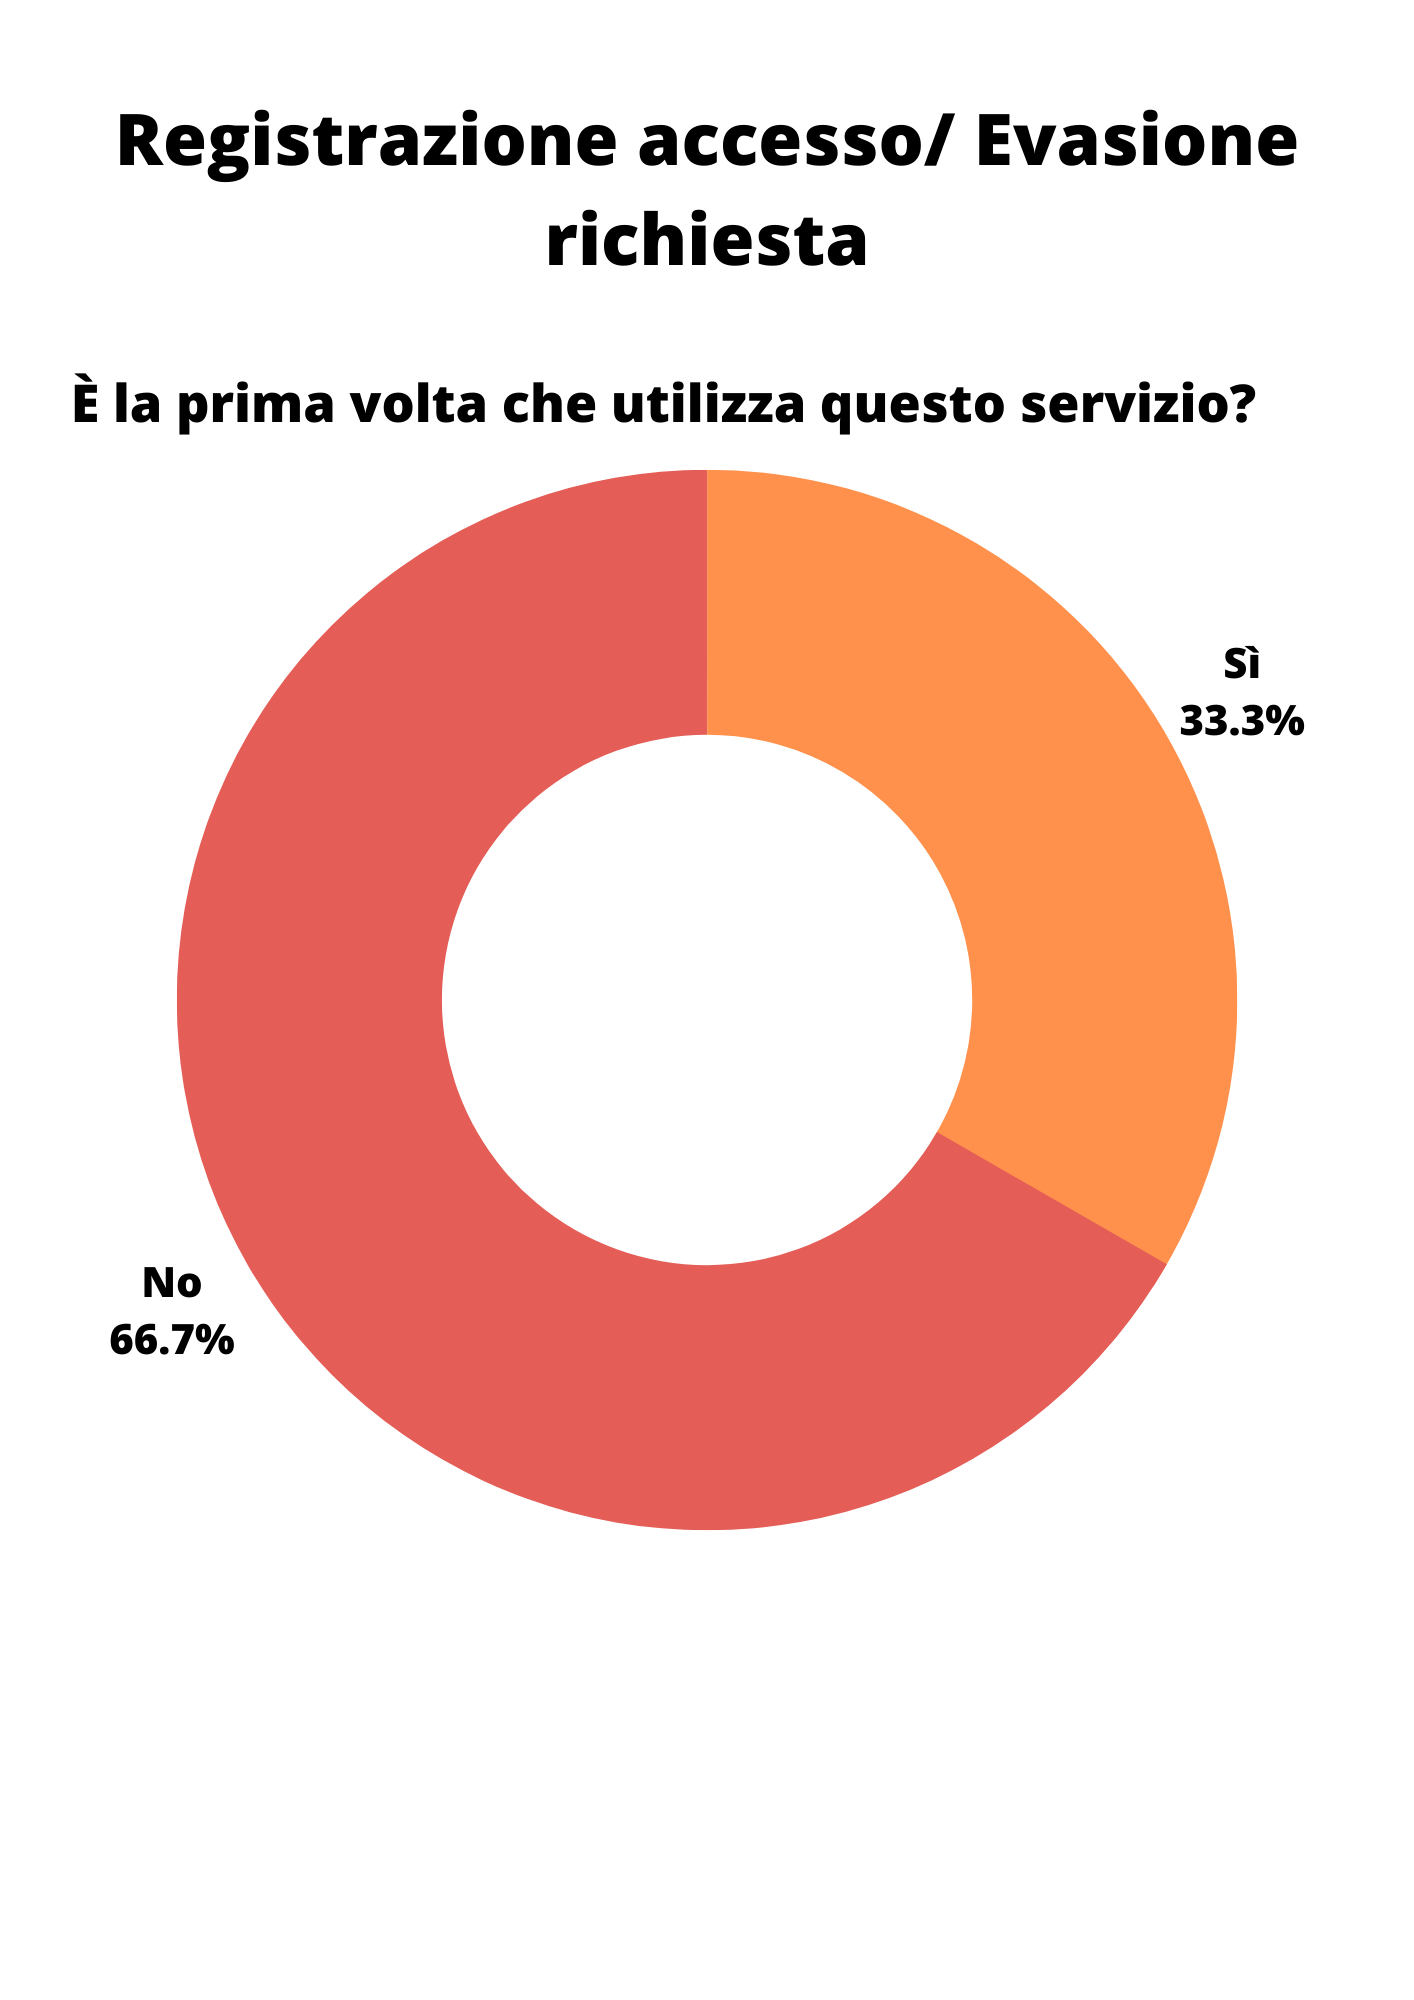 Registrazione accesso/ Evasione
richiesta
È la prima volta che utilizza questo servizio?
Sì
33.3%
No
66.7%